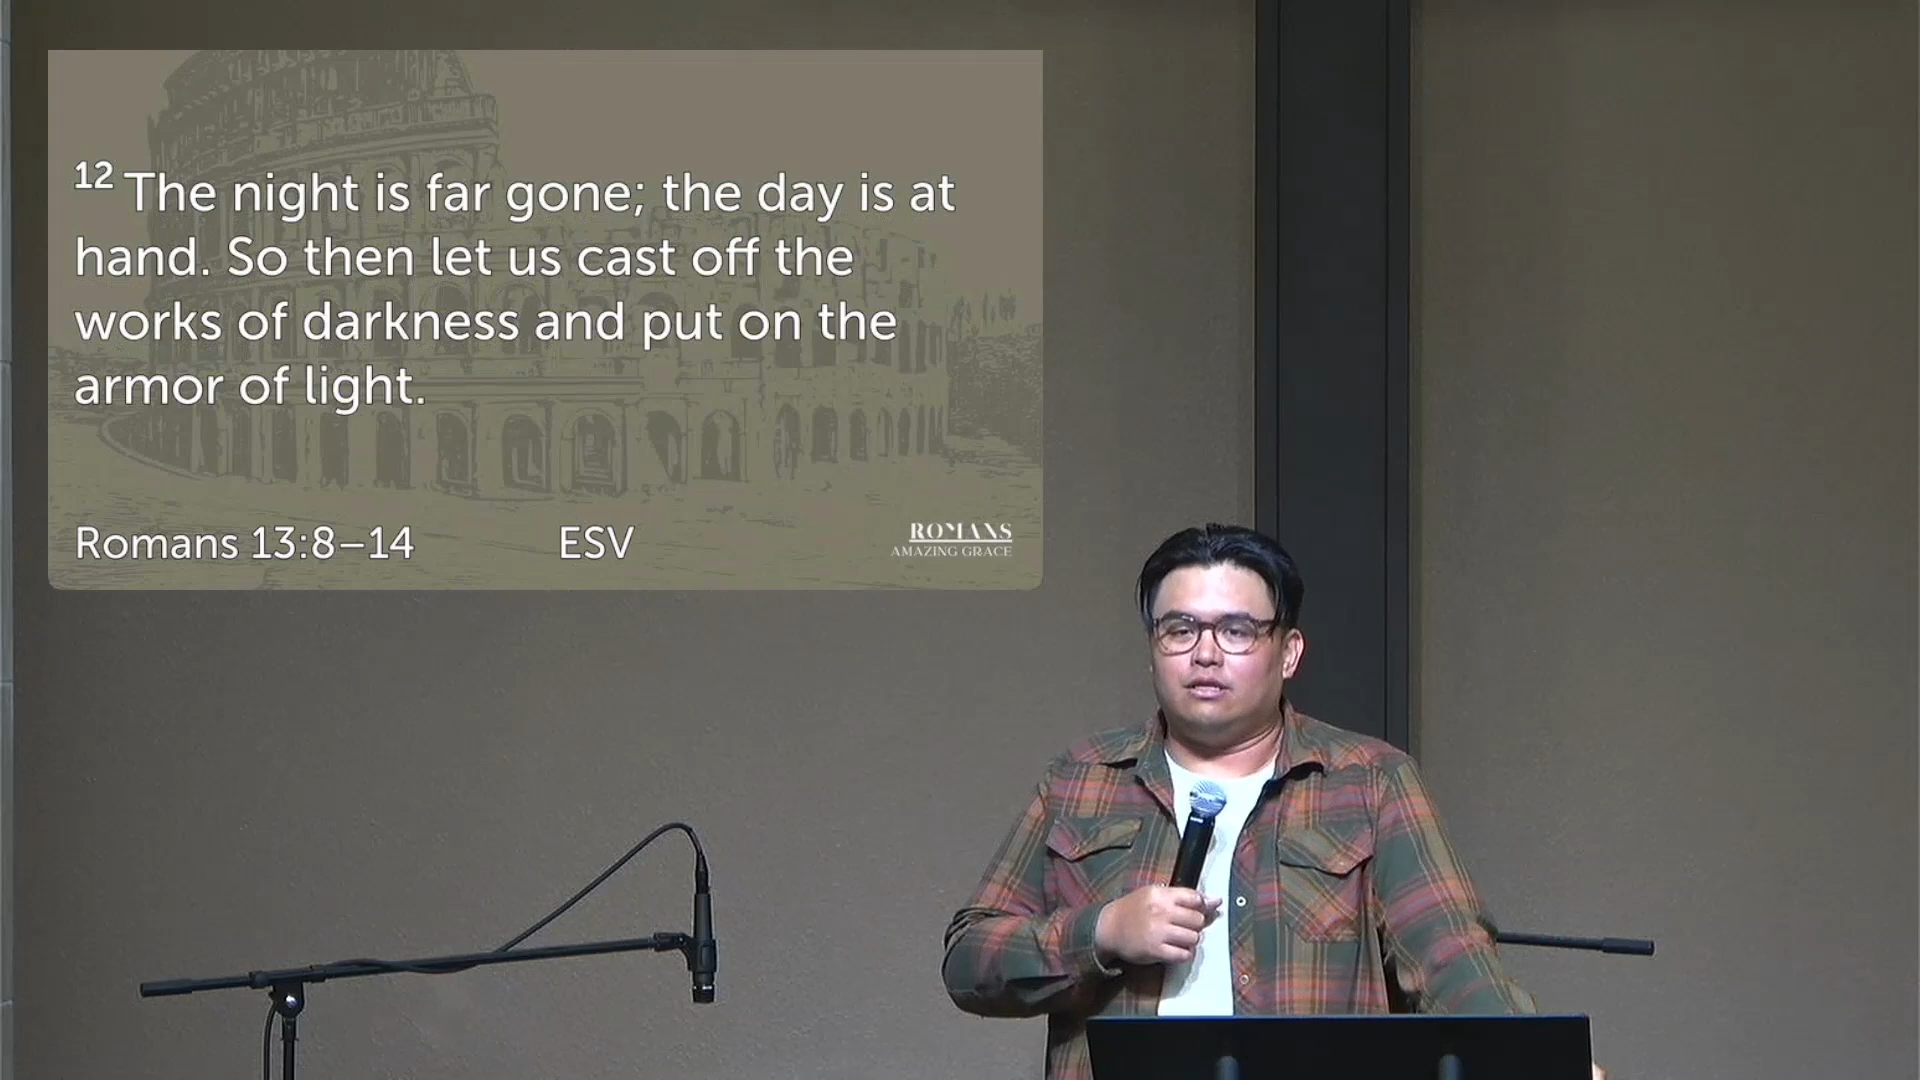 12 The night is far gone; the day is at
hand. So then let us cast off the
works of darkness and put on the
armor of light.
Romans 13:8–14 ESV
ROMANS
AMAZING GRACE